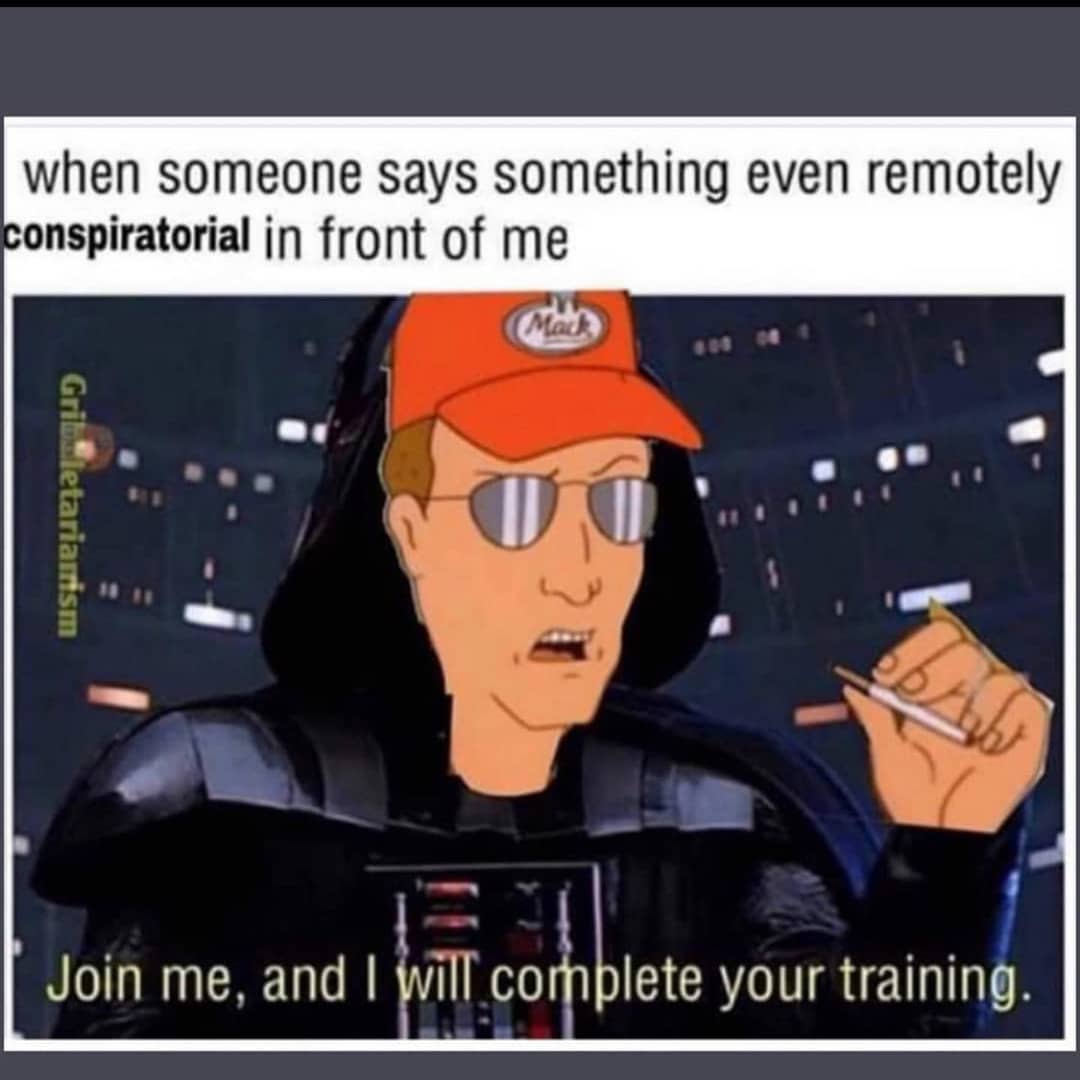 when someone says something even remotely
conspiratorial in front of me
Mack
Join me, and I will complete your training.